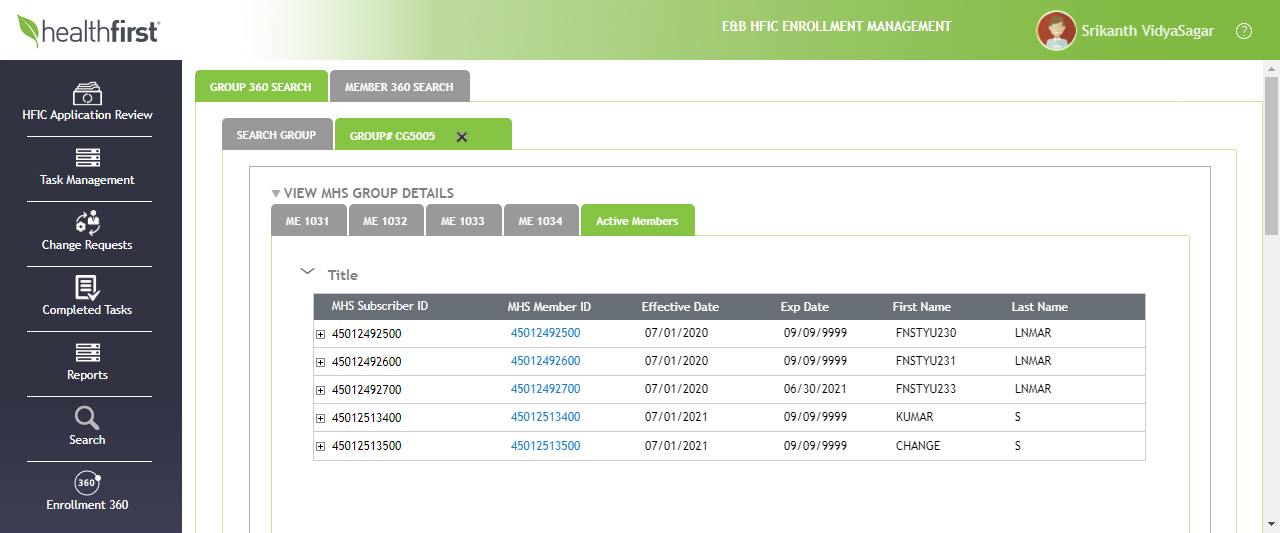 healthfirst
E&B HFIC ENROLLMENT MANAGEMENT
Srikanth VidyaSagar
?
HFIC Application Review
Task Management
Change Requests
Completed Tasks
Reports
Search
360
Enrollment 360
GROUP 360 SEARCH MEMBER 360 SEARCH
SEARCH GROUP GROUP# CG5005
VIEW MHS GROUP DETAILS
ME 1031 ME 1032 ME 1033 ME 1034 Active Members
Title
MHS Subscriber ID MHS Member ID Effective Date Exp Date First Name Last Name
45012492500 45012492500 07/01/2020 09/09/9999 FNSTYU230 LNMAR
45012492600 45012492600 07/01/2020 09/09/9999 FNSTYU231 LNMAR
45012492700 45012492700 07/01/2020 06/30/2021 FNSTYU233 LNMAR
45012513400 45012513400 07/01/2021 09/09/9999 KUMAR S
45012513500 45012513500 07/01/2021 09/09/9999 CHANGE S